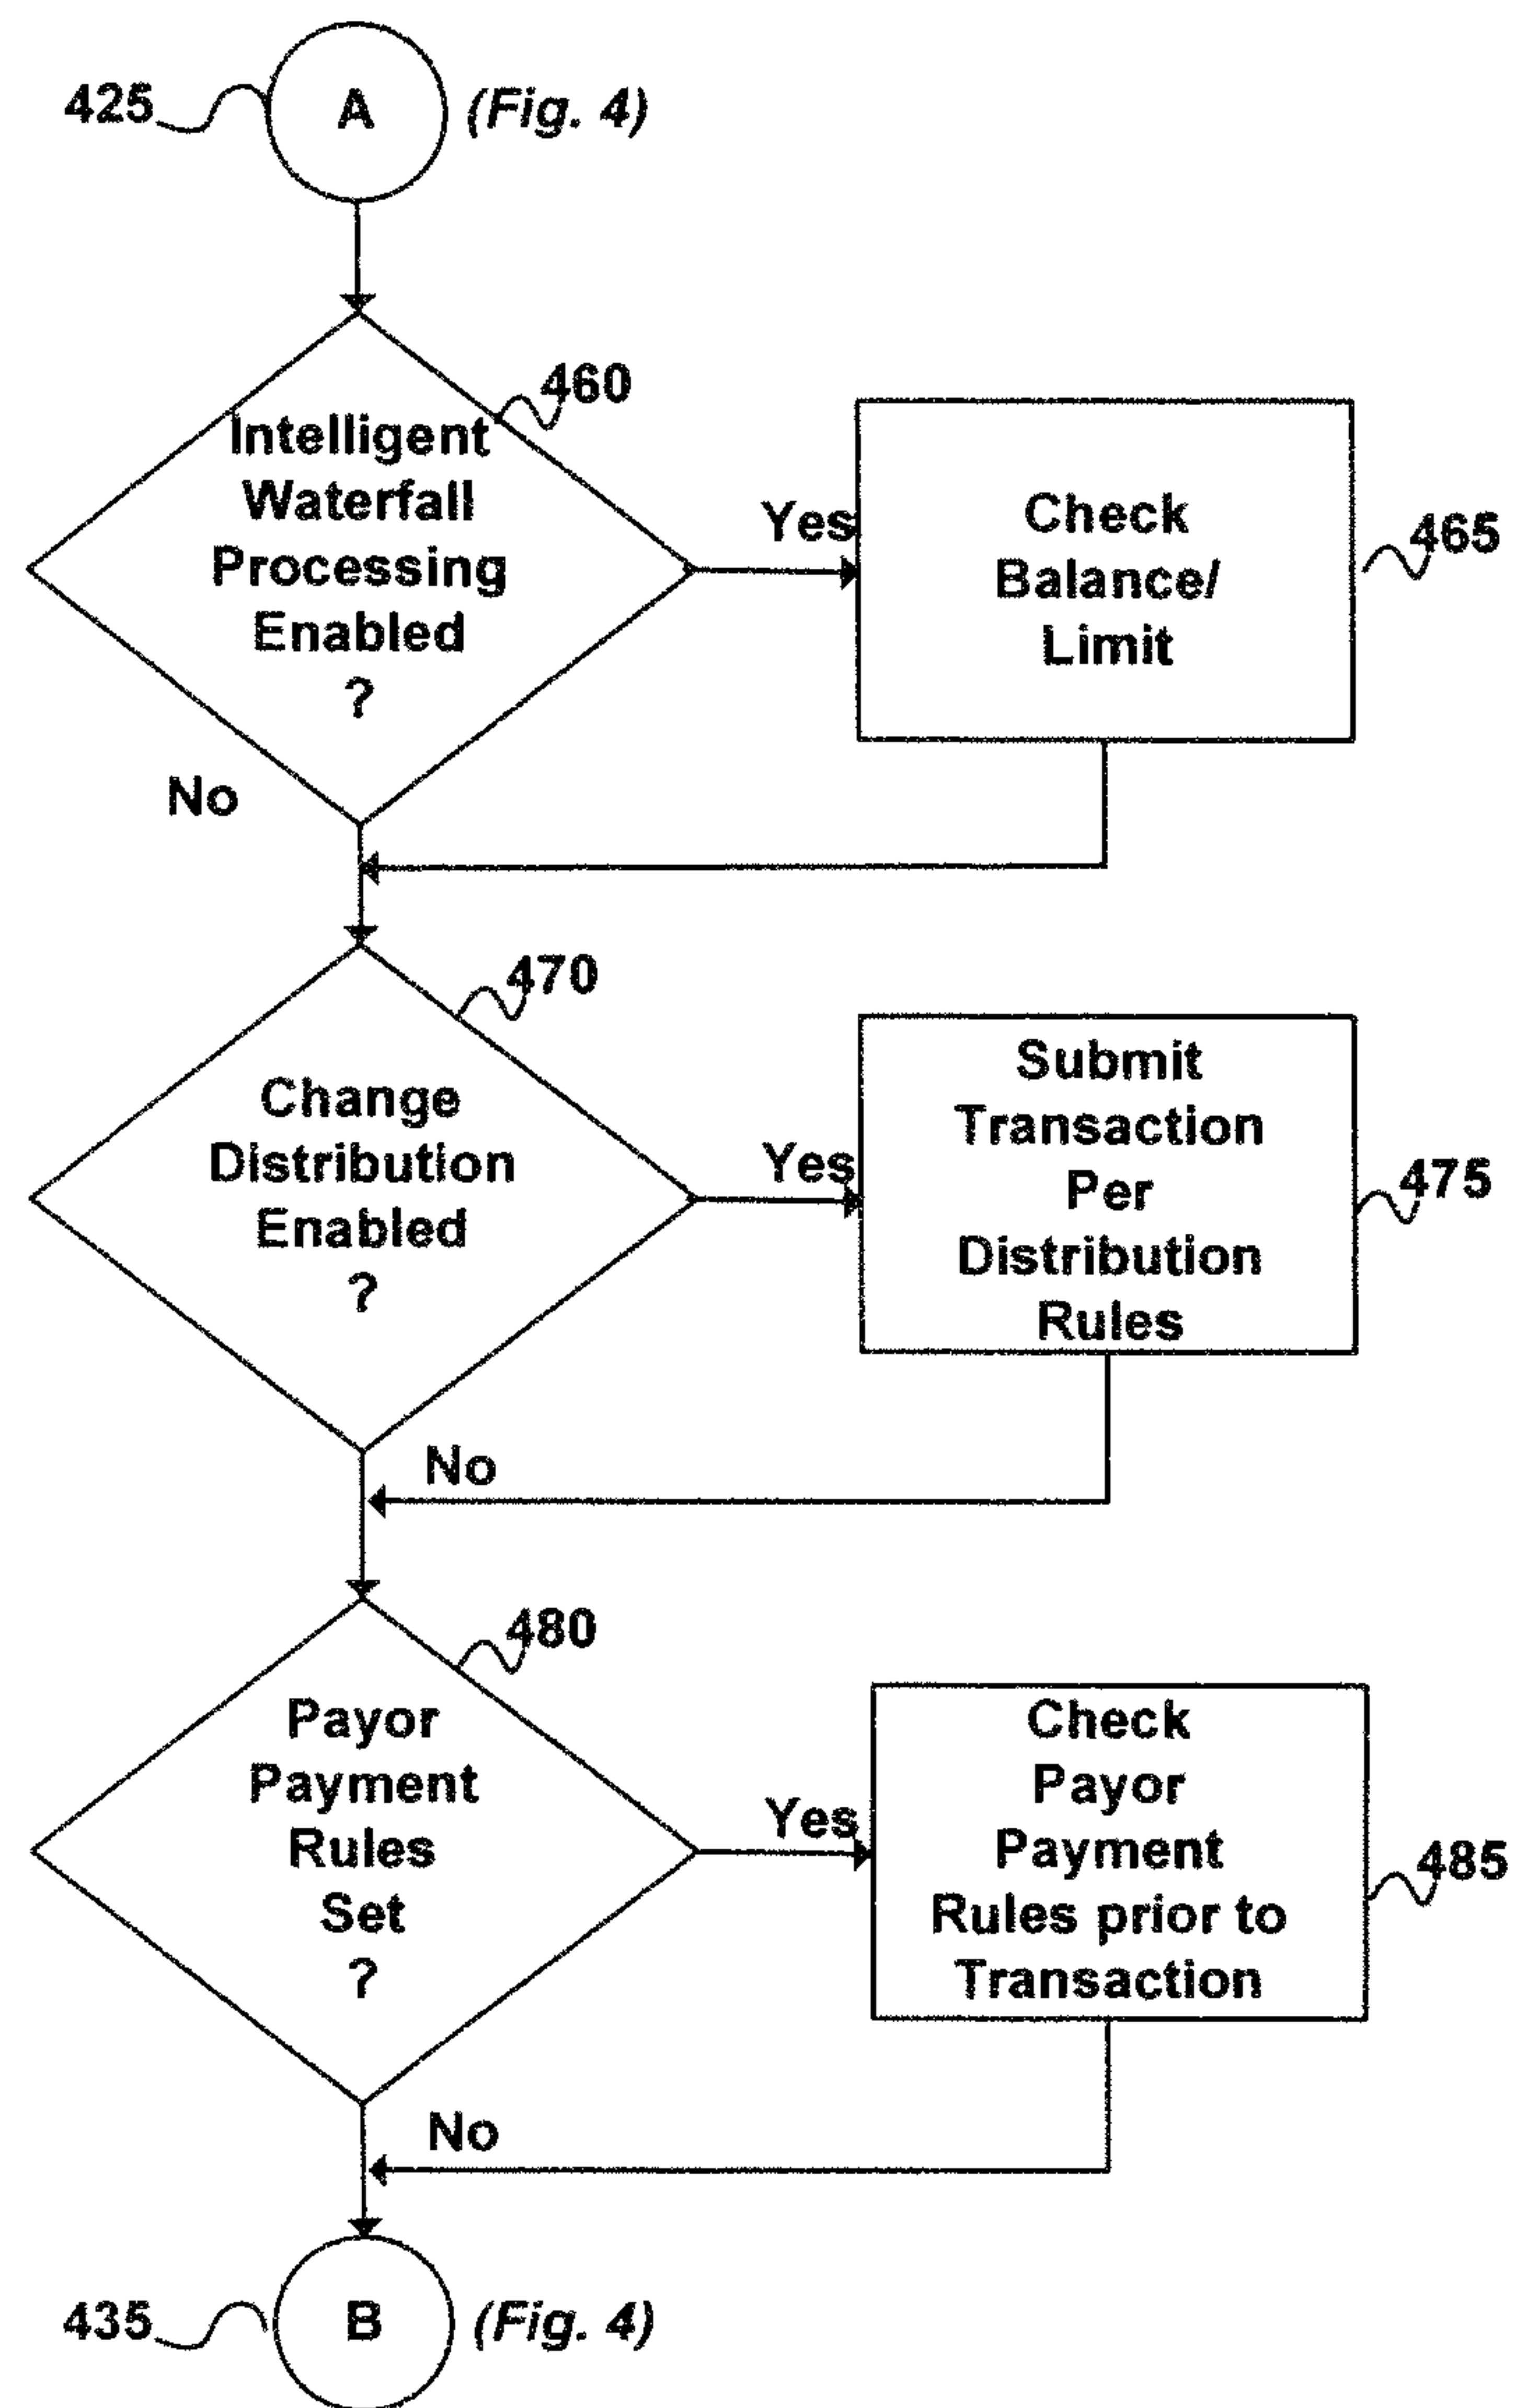 425
A
(Fig. 4)
460
Intelligent
Waterfall
Processing
Enabled
?
Yes
Check
Balance/
Limit
465
No
470
Change
Distribution
Enabled
?
Yes
Submit
Transaction
Per
Distribution
Rules
475
No
480
Payor
Payment
Rules
Set
?
Yes
Check
Payor
Payment
Rules prior to
Transaction
485
No
435
B
(Fig. 4)